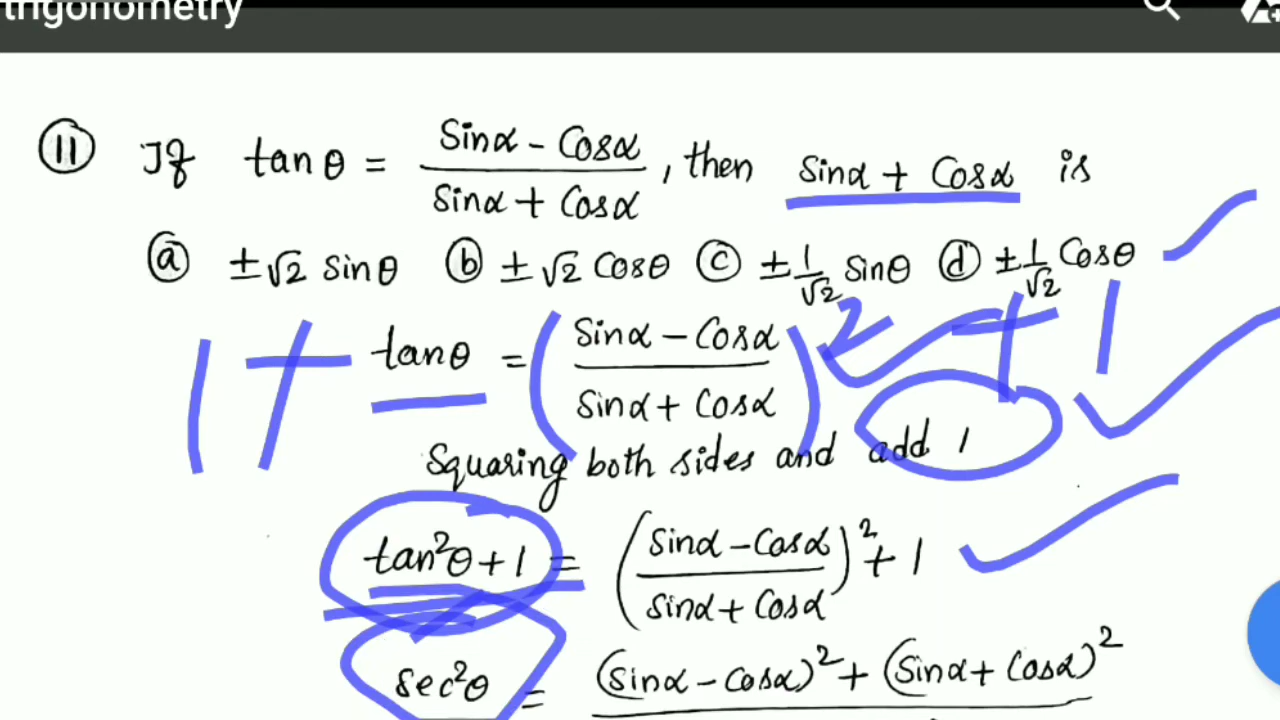 trigonometry
⑪ If tanθ = (Sinα - Cosα)/(Sinα + Cosα), then Sinα + Cosα is
ⓐ ±√2 Sinθ ⓑ ±√2 Cosθ ⓒ ±1/√2 Sinθ ⓓ ±1/√2 Cosθ
1 + tanθ = ((Sinα - Cosα)/(Sinα + Cosα))² + 1
Squaring both sides and add 1
tan²θ + 1 = ((Sinα - Cosα)/(Sinα + Cosα))² + 1
Sec²θ = (Sinα - Cosα)² + (Sinα + Cosα)²